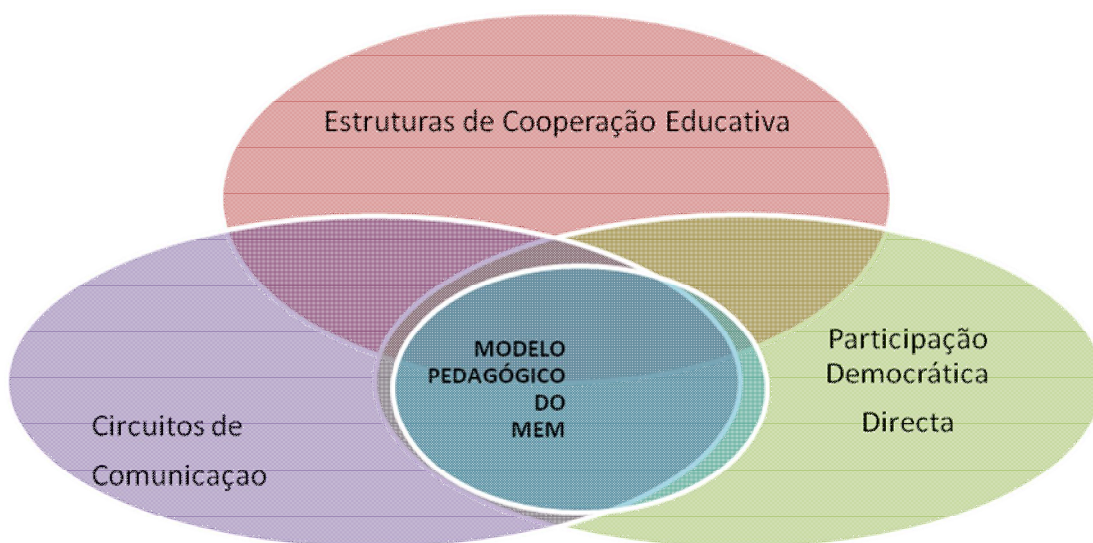 Estruturas de Cooperação Educativa
MODELO
PEDAGÓGICO
DO
MEM
Participação
Democrática
Directa
Circuitos de
Comunicaçao